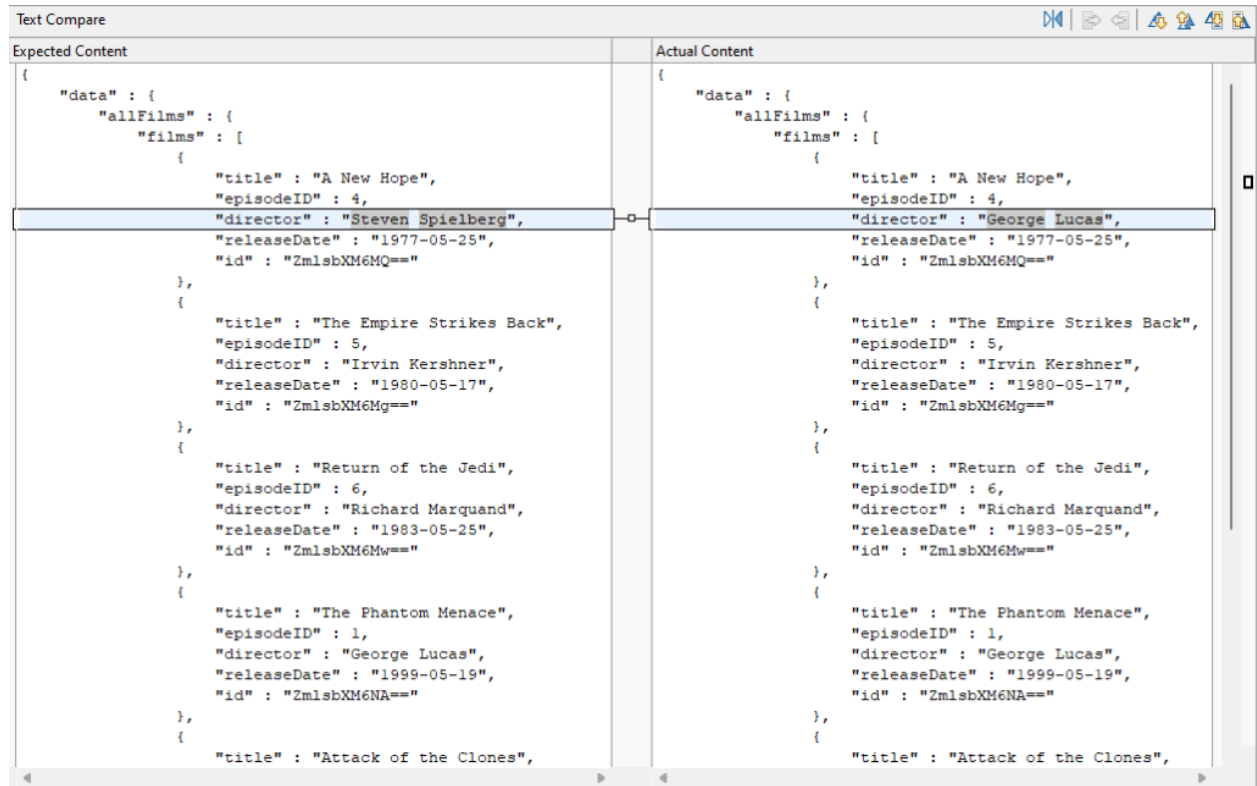 Text Compare
Expected Content
{
"data" : {
"allFilms" : {
"films" : [
{
"title" : "A New Hope",
"episodeID" : 4,
"director" : "Steven Spielberg",
"releaseDate" : "1977-05-25",
"id" : "ZmlsbXM6MQ=="
},
{
"title" : "The Empire Strikes Back",
"episodeID" : 5,
"director" : "Irvin Kershner",
"releaseDate" : "1980-05-17",
"id" : "ZmlsbXM6Mg=="
},
{
"title" : "Return of the Jedi",
"episodeID" : 6,
"director" : "Richard Marquand",
"releaseDate" : "1983-05-25",
"id" : "ZmlsbXM6Mw=="
},
{
"title" : "The Phantom Menace",
"episodeID" : 1,
"director" : "George Lucas",
"releaseDate" : "1999-05-19",
"id" : "ZmlsbXM6NA=="
},
{
"title" : "Attack of the Clones",
Actual Content
{
"data" : {
"allFilms" : {
"films" : [
{
"title" : "A New Hope",
"episodeID" : 4,
"director" : "George Lucas",
"releaseDate" : "1977-05-25",
"id" : "ZmlsbXM6MQ=="
},
{
"title" : "The Empire Strikes Back",
"episodeID" : 5,
"director" : "Irvin Kershner",
"releaseDate" : "1980-05-17",
"id" : "ZmlsbXM6Mg=="
},
{
"title" : "Return of the Jedi",
"episodeID" : 6,
"director" : "Richard Marquand",
"releaseDate" : "1983-05-25",
"id" : "ZmlsbXM6Mw=="
},
{
"title" : "The Phantom Menace",
"episodeID" : 1,
"director" : "George Lucas",
"releaseDate" : "1999-05-19",
"id" : "ZmlsbXM6NA=="
},
{
"title" : "Attack of the Clones",